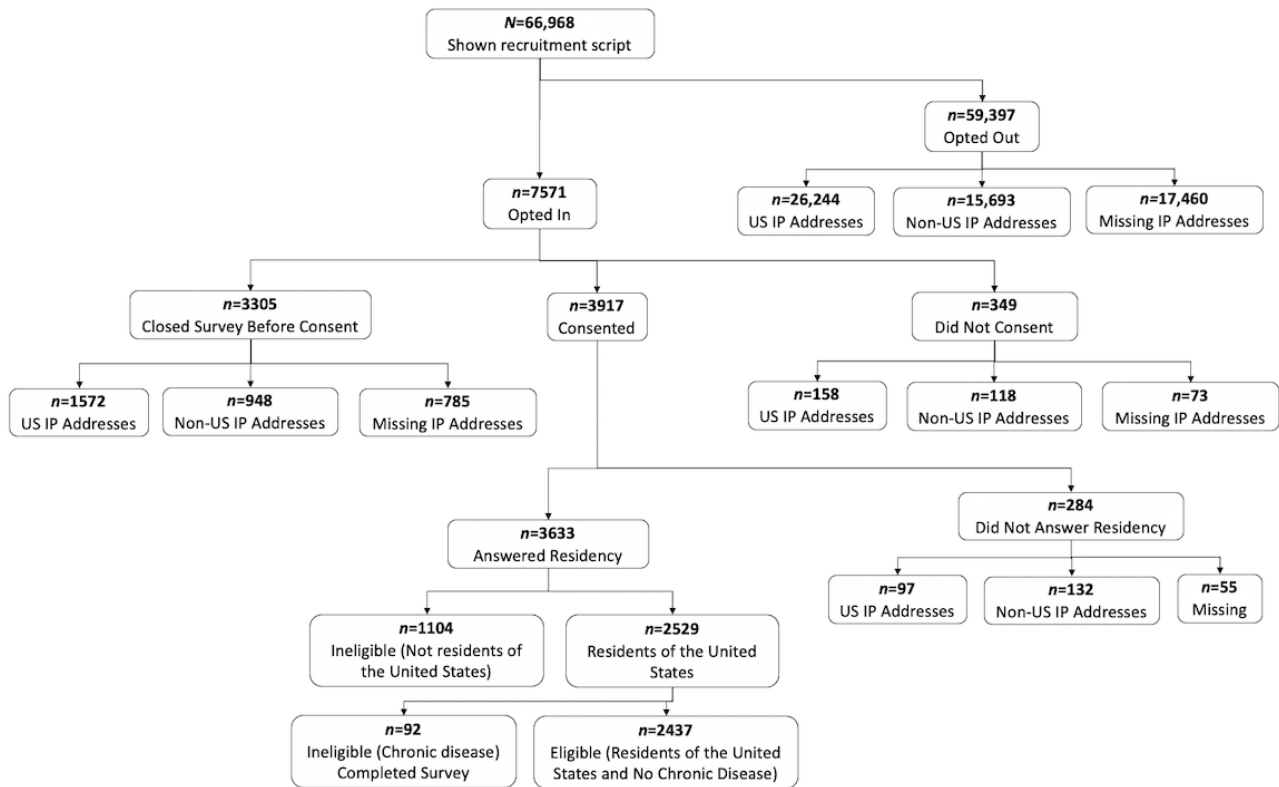 N=66,968
Shown recruitment script
n=59,397
Opted Out
n=7571
Opted In
n=26,244
US IP Addresses
n=15,693
Non-US IP Addresses
n=17,460
Missing IP Addresses
n=3305
Closed Survey Before Consent
n=3917
Consented
n=349
Did Not Consent
n=1572
US IP Addresses
n=948
Non-US IP Addresses
n=785
Missing IP Addresses
n=158
US IP Addresses
n=118
Non-US IP Addresses
n=73
Missing IP Addresses
n=3633
Answered Residency
n=284
Did Not Answer Residency
n=97
US IP Addresses
n=132
Non-US IP Addresses
n=55
Missing
n=1104
Ineligible (Not residents of
the United States)
n=2529
Residents of the United
States
n=92
Ineligible (Chronic disease)
Completed Survey
n=2437
Eligible (Residents of the United
States and No Chronic Disease)